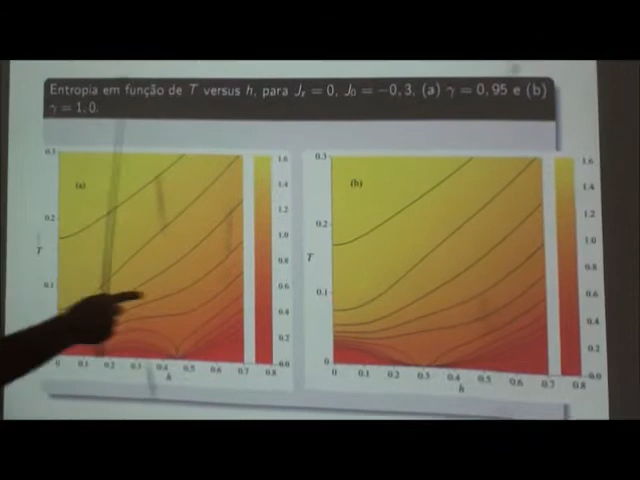 Entropia em função de T versus h, para Jz = 0, J0 = −0,3, (a) γ = 0,95 e (b)
γ = 1,0.
(a)
(b)
0.3
0.2
0.1
T
0 0.1 0.2 0.3 0.4 0.5 0.6 0.7 0.8
h
1.6
1.4
1.2
1.0
0.8
0.6
0.4
0.2
0.0
0.3
0.2
0.1
0
T
0 0.1 0.2 0.3 0.4 0.5 0.6 0.7 0.8
h
1.6
1.4
1.2
1.0
0.8
0.6
0.4
0.2
0.0